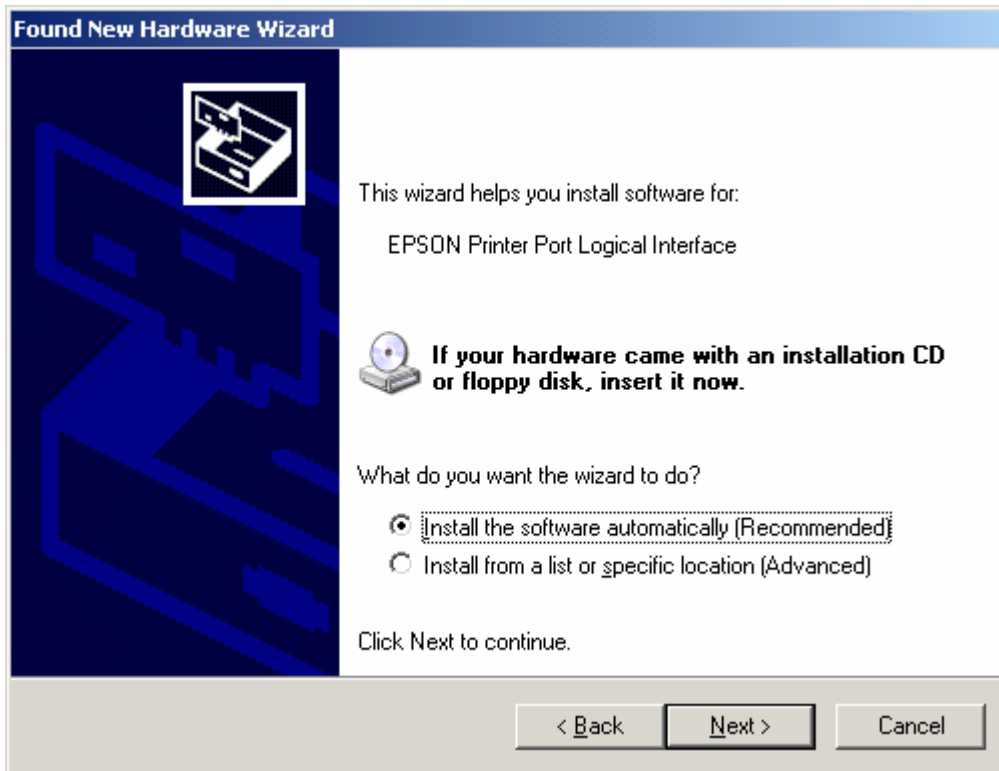 Found New Hardware Wizard
This wizard helps you install software for:
EPSON Printer Port Logical Interface
If your hardware came with an installation CD
or floppy disk, insert it now.
What do you want the wizard to do?
Install the software automatically (Recommended)
Install from a list or specific location (Advanced)
Click Next to continue.
< Back Next > Cancel